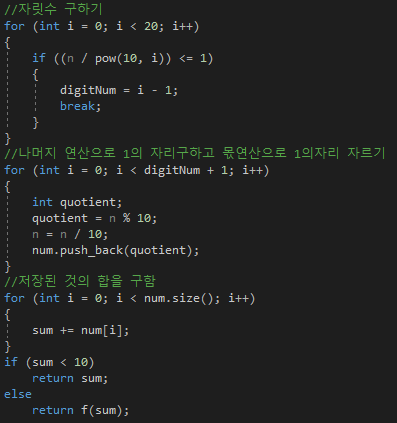 //자릿수 구하기
for (int i = 0; i < 20; i++)
{
    if ((n / pow(10, i)) <= 1)
    {
        digitNum = i - 1;
        break;
    }
}
//나머지 연산으로 1의 자리구하고 몫연산으로 1의자리 자르기
for (int i = 0; i < digitNum + 1; i++)
{
    int quotient;
    quotient = n % 10;
    n = n / 10;
    num.push_back(quotient);
}
//저장된 것의 합을 구함
for (int i = 0; i < num.size(); i++)
{
    sum += num[i];
}
if (sum < 10)
    return sum;
else
    return f(sum);